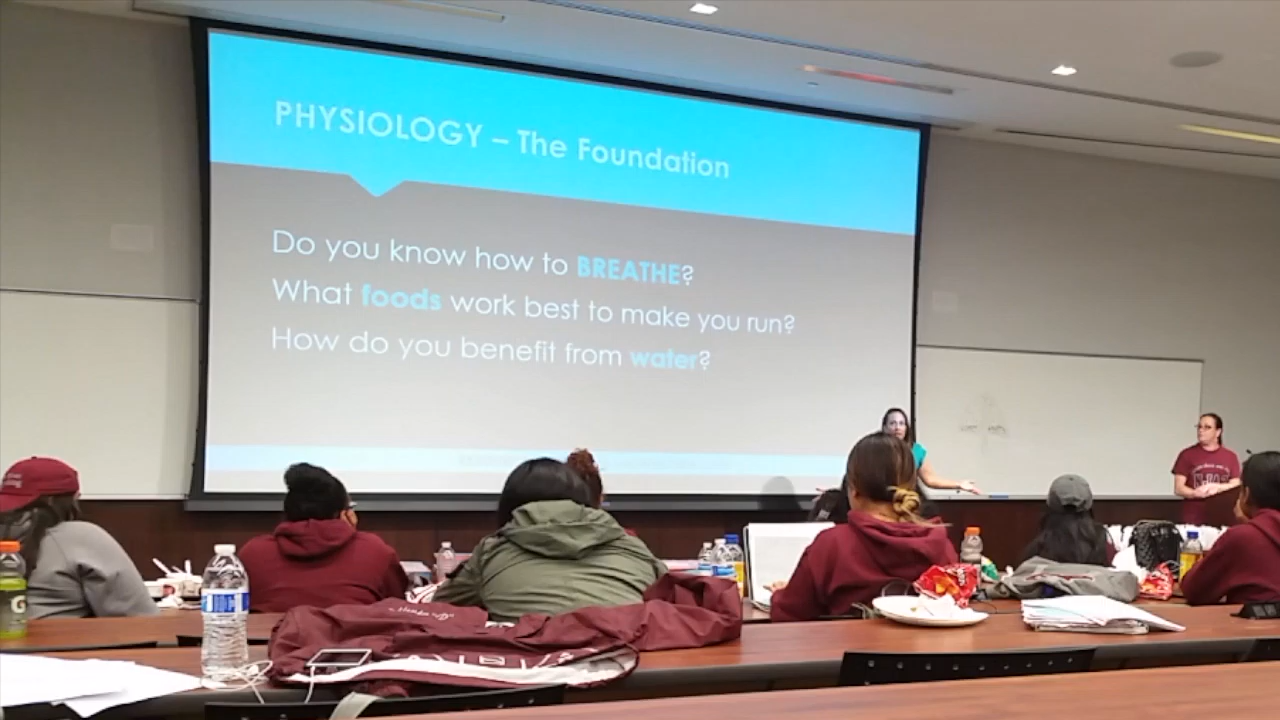 PHYSIOLOGY – The Foundation
Do you know how to BREATHE?
What foods work best to make you run?
How do you benefit from water?
G